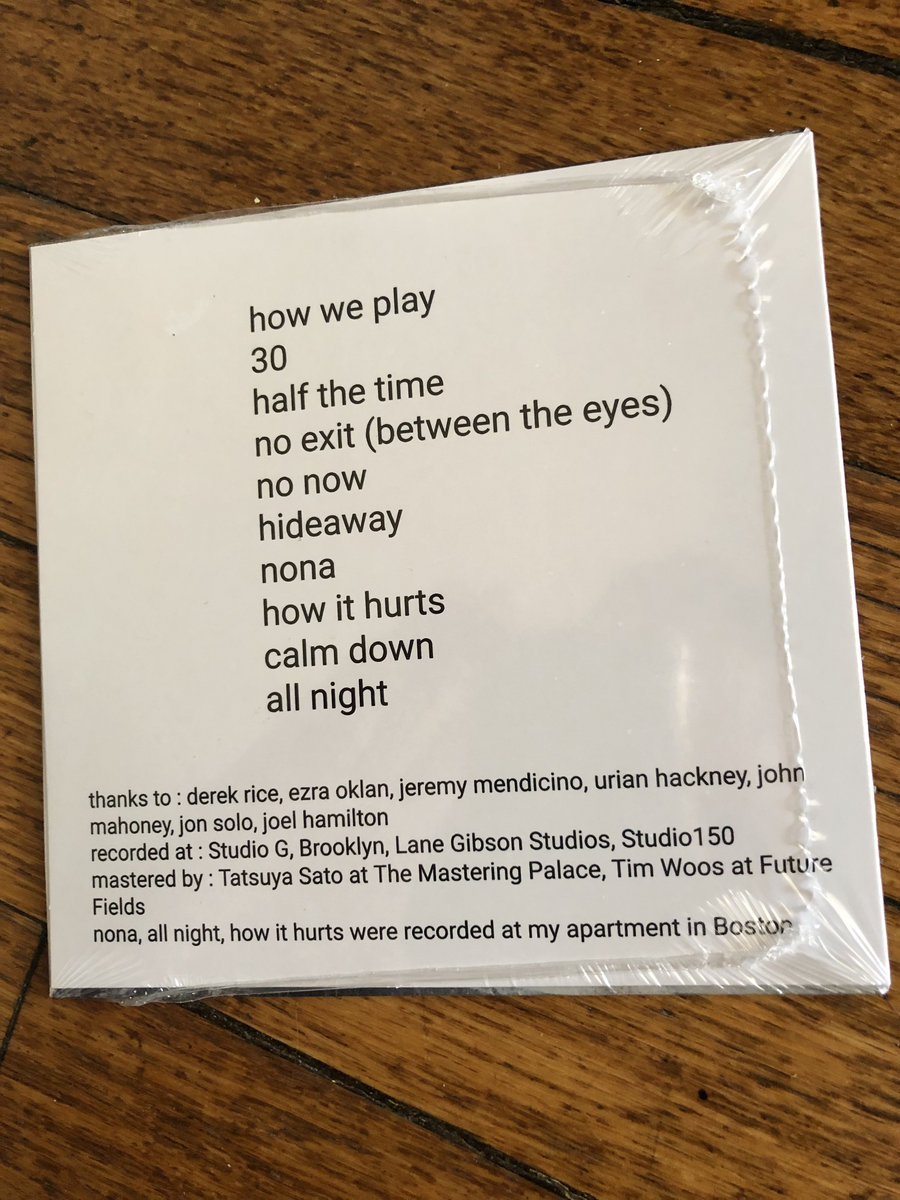 how we play
30
half the time
no exit (between the eyes)
no now
hideaway
nona
how it hurts
calm down
all night
thanks to : derek rice, ezra oklan, jeremy mendicino, urian hackney, john
mahoney, jon solo, joel hamilton
recorded at : Studio G, Brooklyn, Lane Gibson Studios, Studio150
mastered by : Tatsuya Sato at The Mastering Palace, Tim Woos at Future
Fields
nona, all night, how it hurts were recorded at my apartment in Boston